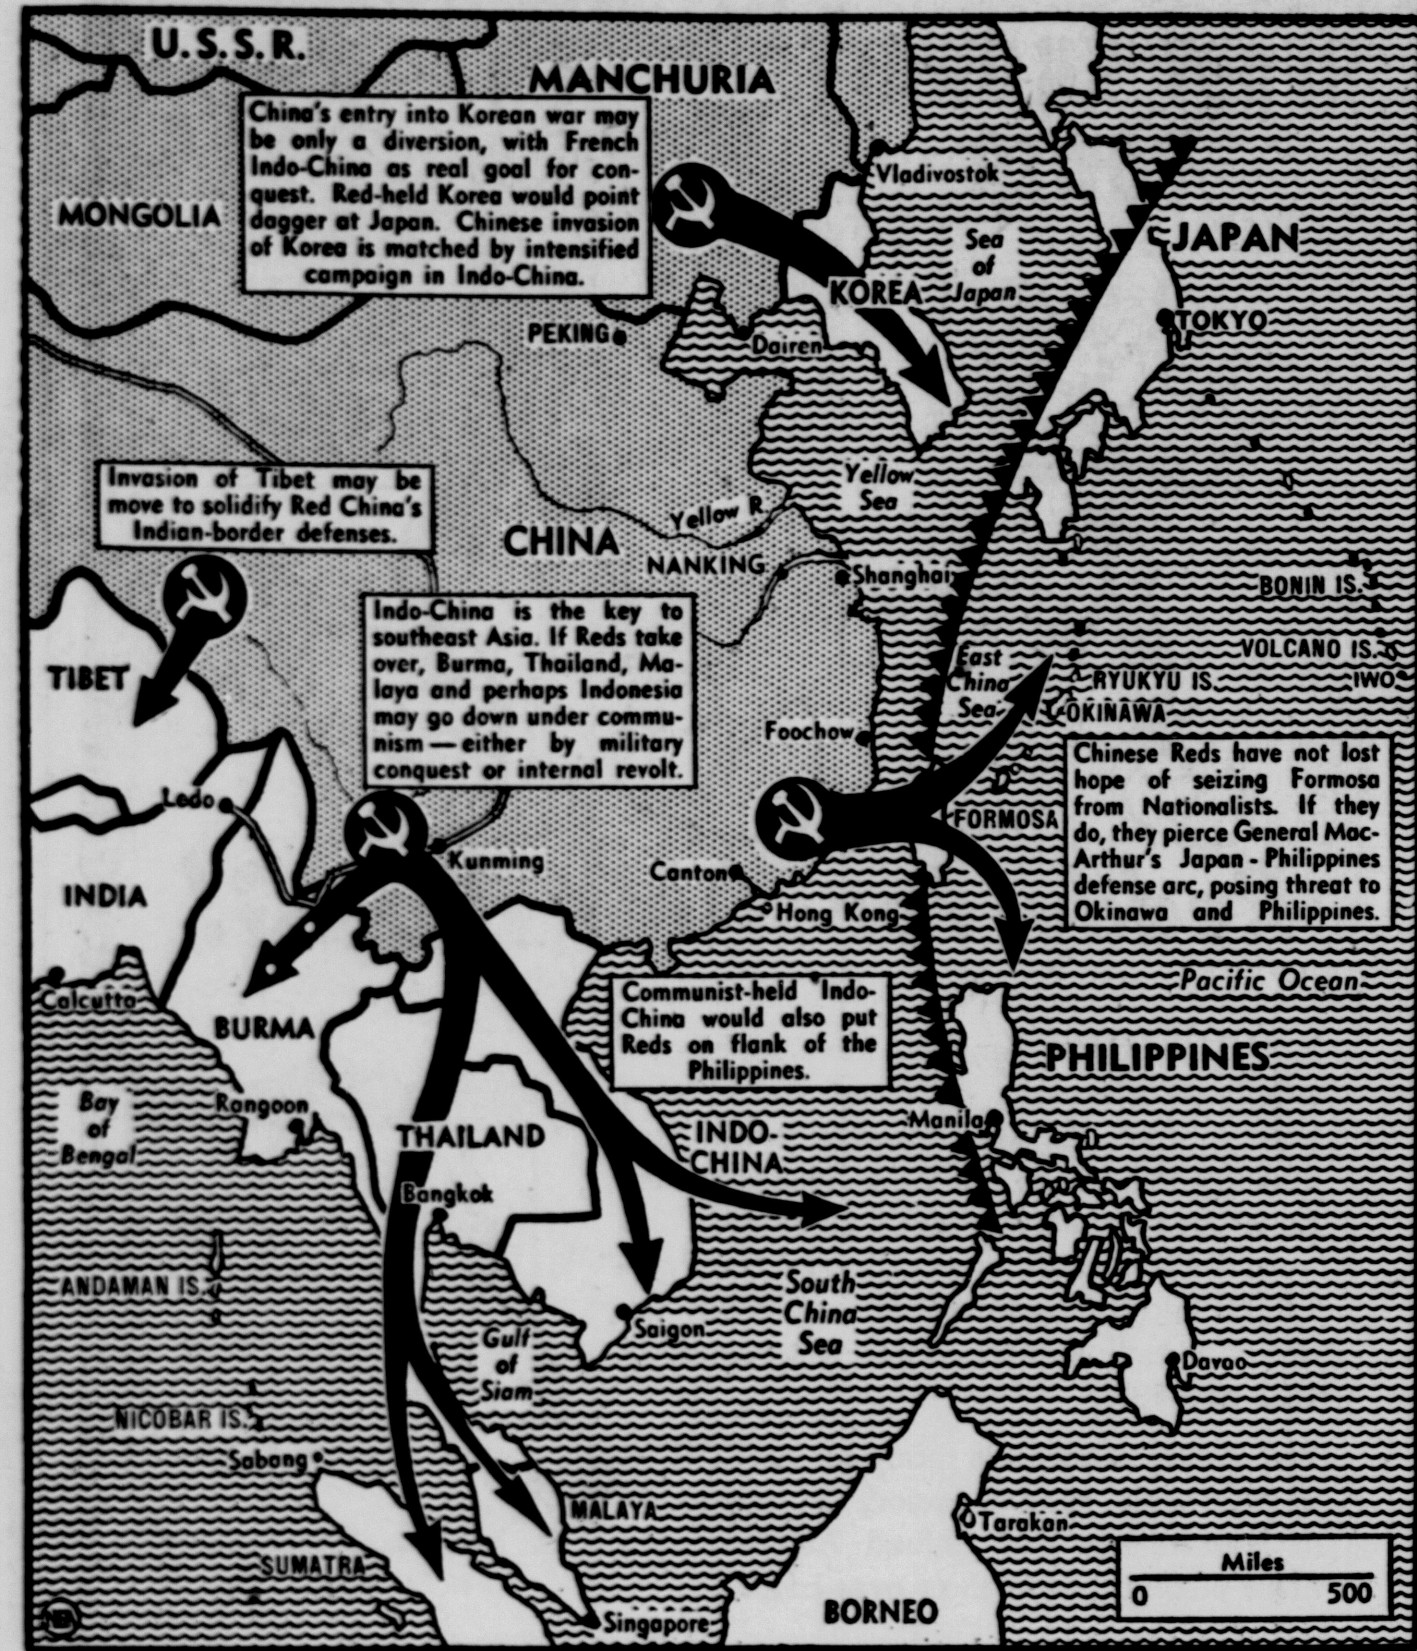 U.S.S.R.
MANCHURIA
China's entry into Korean war may
be only a diversion, with French
Indo-China as real goal for con-
quest. Red-held Korea would point
dagger at Japan. Chinese invasion
of Korea is matched by intensified
campaign in Indo-China.
MONGOLIA
Vladivostok
Sea
of
Japan
JAPAN
KOREA
TOKYO
PEKING
Dairen
Invasion of Tibet may be
move to solidify Red China's
Indian-border defenses.
Yellow
Sea
Yellow R.
CHINA
NANKING
Shanghai
BONIN IS.
Indo-China is the key to
southeast Asia. If Reds take
over, Burma, Thailand, Ma-
laya and perhaps Indonesia
may go down under commu-
nism — either by military
conquest or internal revolt.
TIBET
East
China
Sea
VOLCANO IS.
IWO
RYUKYU IS.
OKINAWA
Foochow
Chinese Reds have not lost
hope of seizing Formosa
from Nationalists. If they
do, they pierce General Mac-
Arthur's Japan - Philippines
defense arc, posing threat to
Okinawa and Philippines.
Ledo
FORMOSA
Kunming
Canton
INDIA
Hong Kong
Pacific Ocean
Calcutta
Communist-held Indo-
China would also put
Reds on flank of the
Philippines.
BURMA
PHILIPPINES
Bay
of
Bengal
Rangoon
Manila
THAILAND
INDO-
CHINA
Bangkok
ANDAMAN IS.
South
China
Sea
Saigon
Gulf
of
Siam
Davao
NICOBAR IS.
Sabang
MALAYA
Tarakan
SUMATRA
Miles
0 500
BORNEO
Singapore
NEA